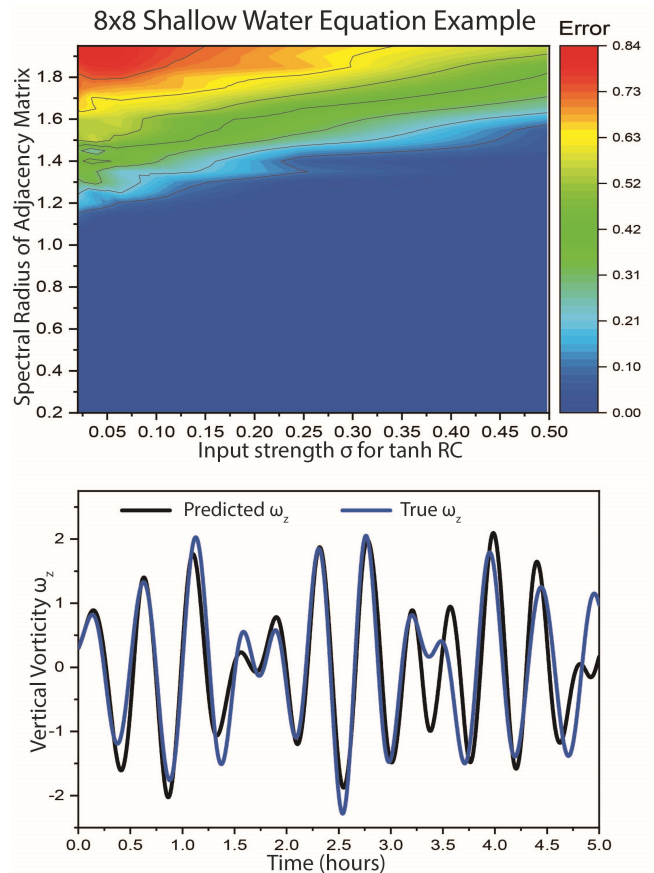 8x8 Shallow Water Equation Example
Error
Spectral Radius of Adjacency Matrix
1.8
1.6
1.4
1.2
1.0
0.8
0.6
0.4
0.2
0.84
0.73
0.63
0.52
0.42
0.31
0.21
0.10
0.00
0.05 0.10 0.15 0.20 0.25 0.30 0.35 0.40 0.45 0.50
Input strength σ for tanh RC
Predicted ω_z True ω_z
Vertical Vorticity ω_z
2
1
0
-1
-2
0.0 0.5 1.0 1.5 2.0 2.5 3.0 3.5 4.0 4.5 5.0
Time (hours)